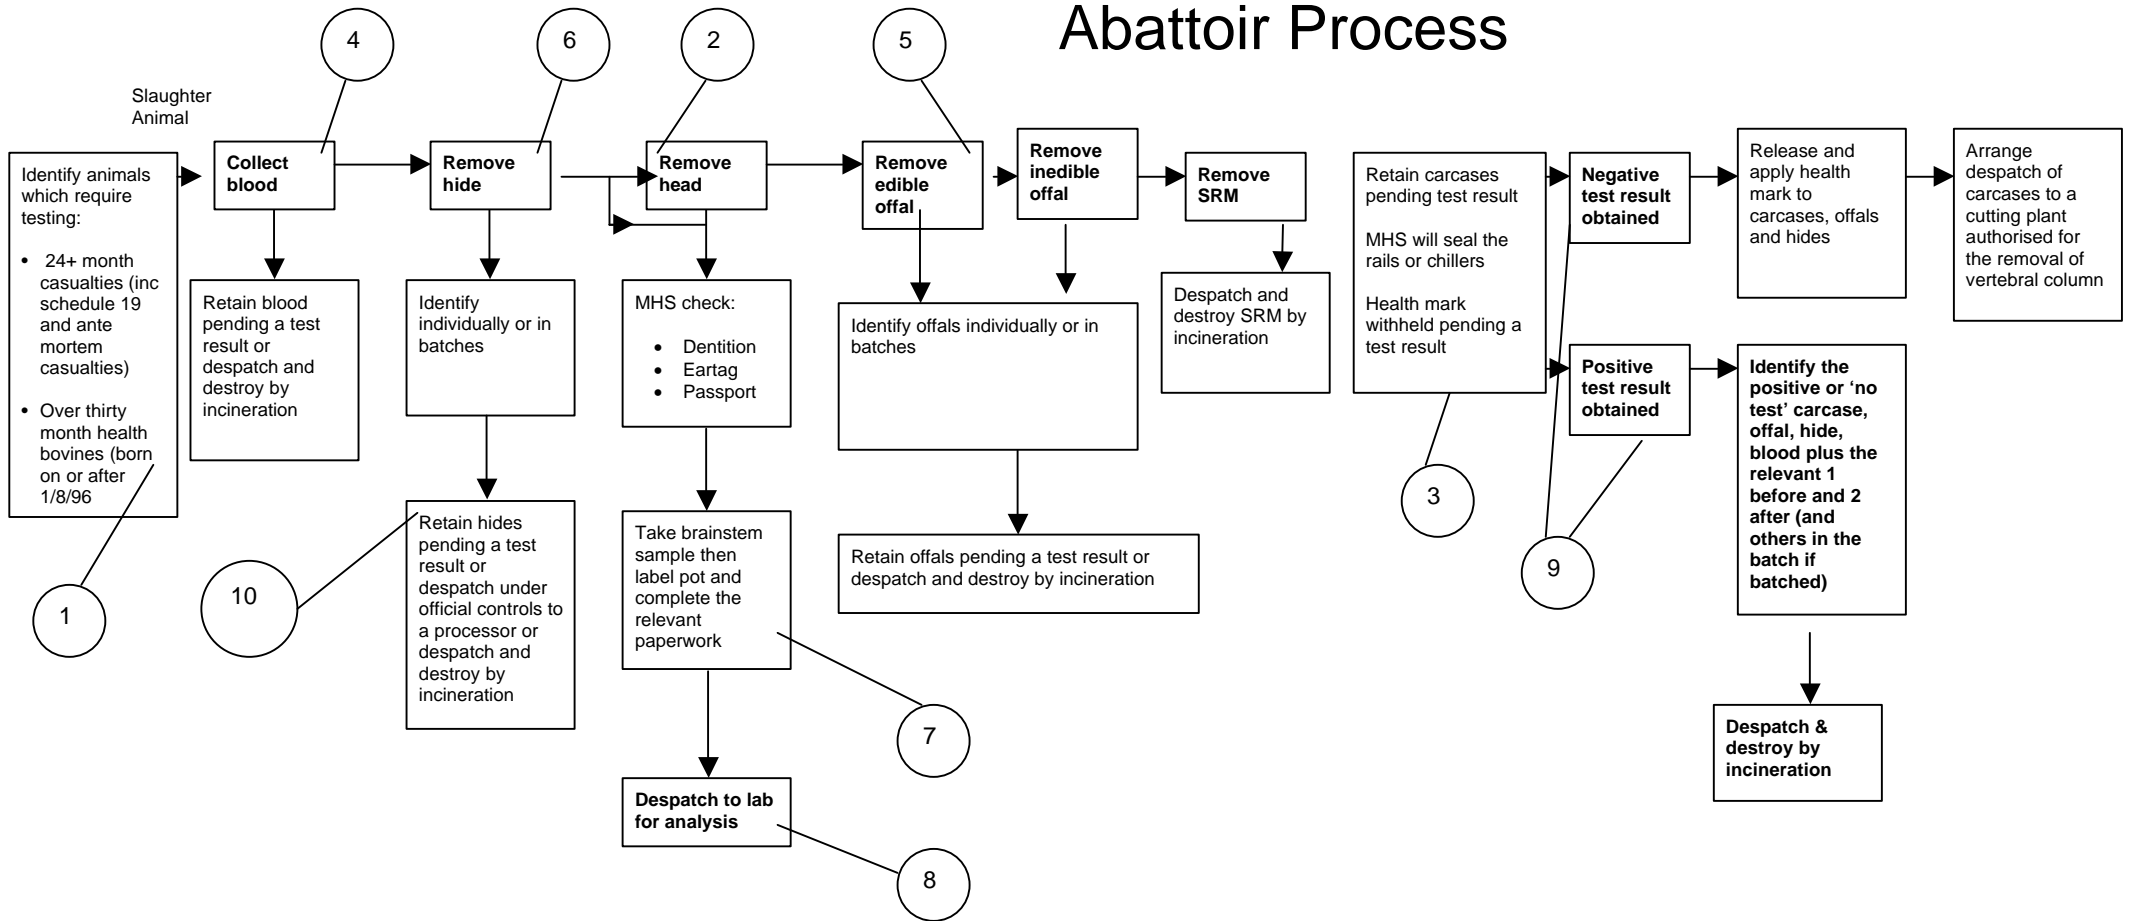 Abattoir Process
4
6
2
5
Slaughter
Animal
Identify animals
which require
testing:
• 24+ month
casualties (inc
schedule 19
and ante
mortem
casualties)
• Over thirty
month health
bovines (born
on or after
1/8/96
1
Collect
blood
Retain blood
pending a test
result or
despatch and
destroy by
incineration
Remove
hide
Identify
individually or in
batches
Retain hides
pending a test
result or
despatch under
official controls to
a processor or
despatch and
destroy by
incineration
10
Remove
head
MHS check:
• Dentition
• Eartag
• Passport
Take brainstem
sample then
label pot and
complete the
relevant
paperwork
7
Despatch to lab
for analysis
8
Remove
edible
offal
Remove
inedible
offal
Identify offals individually or in
batches
Retain offals pending a test result or
despatch and destroy by incineration
Remove
SRM
Despatch and
destroy SRM by
incineration
Retain carcases
pending test result
MHS will seal the
rails or chillers
Health mark
withheld pending a
test result
3
Negative
test result
obtained
Release and
apply health
mark to
carcases, offals
and hides
Arrange
despatch of
carcases to a
cutting plant
authorised for
the removal of
vertebral column
Positive
test result
obtained
9
Identify the
positive or ‘no
test’ carcase,
offal, hide,
blood plus the
relevant 1
before and 2
after (and
others in the
batch if
batched)
Despatch &
destroy by
incineration